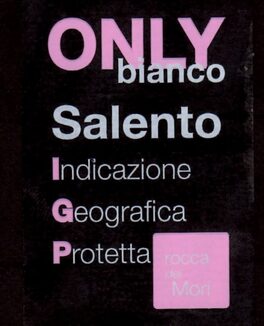 ONLY
bianco
Salento
Indicazione
Geografica
Protetta
rocca
dei
Mori